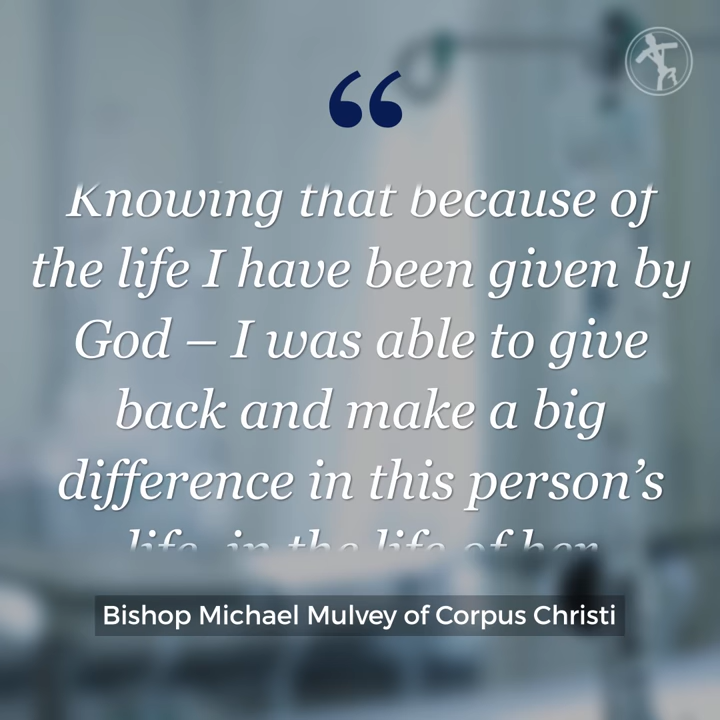 “
Knowing that because of
the life I have been given by
God – I was able to give
back and make a big
difference in this person’s
life, in the life of her
Bishop Michael Mulvey of Corpus Christi